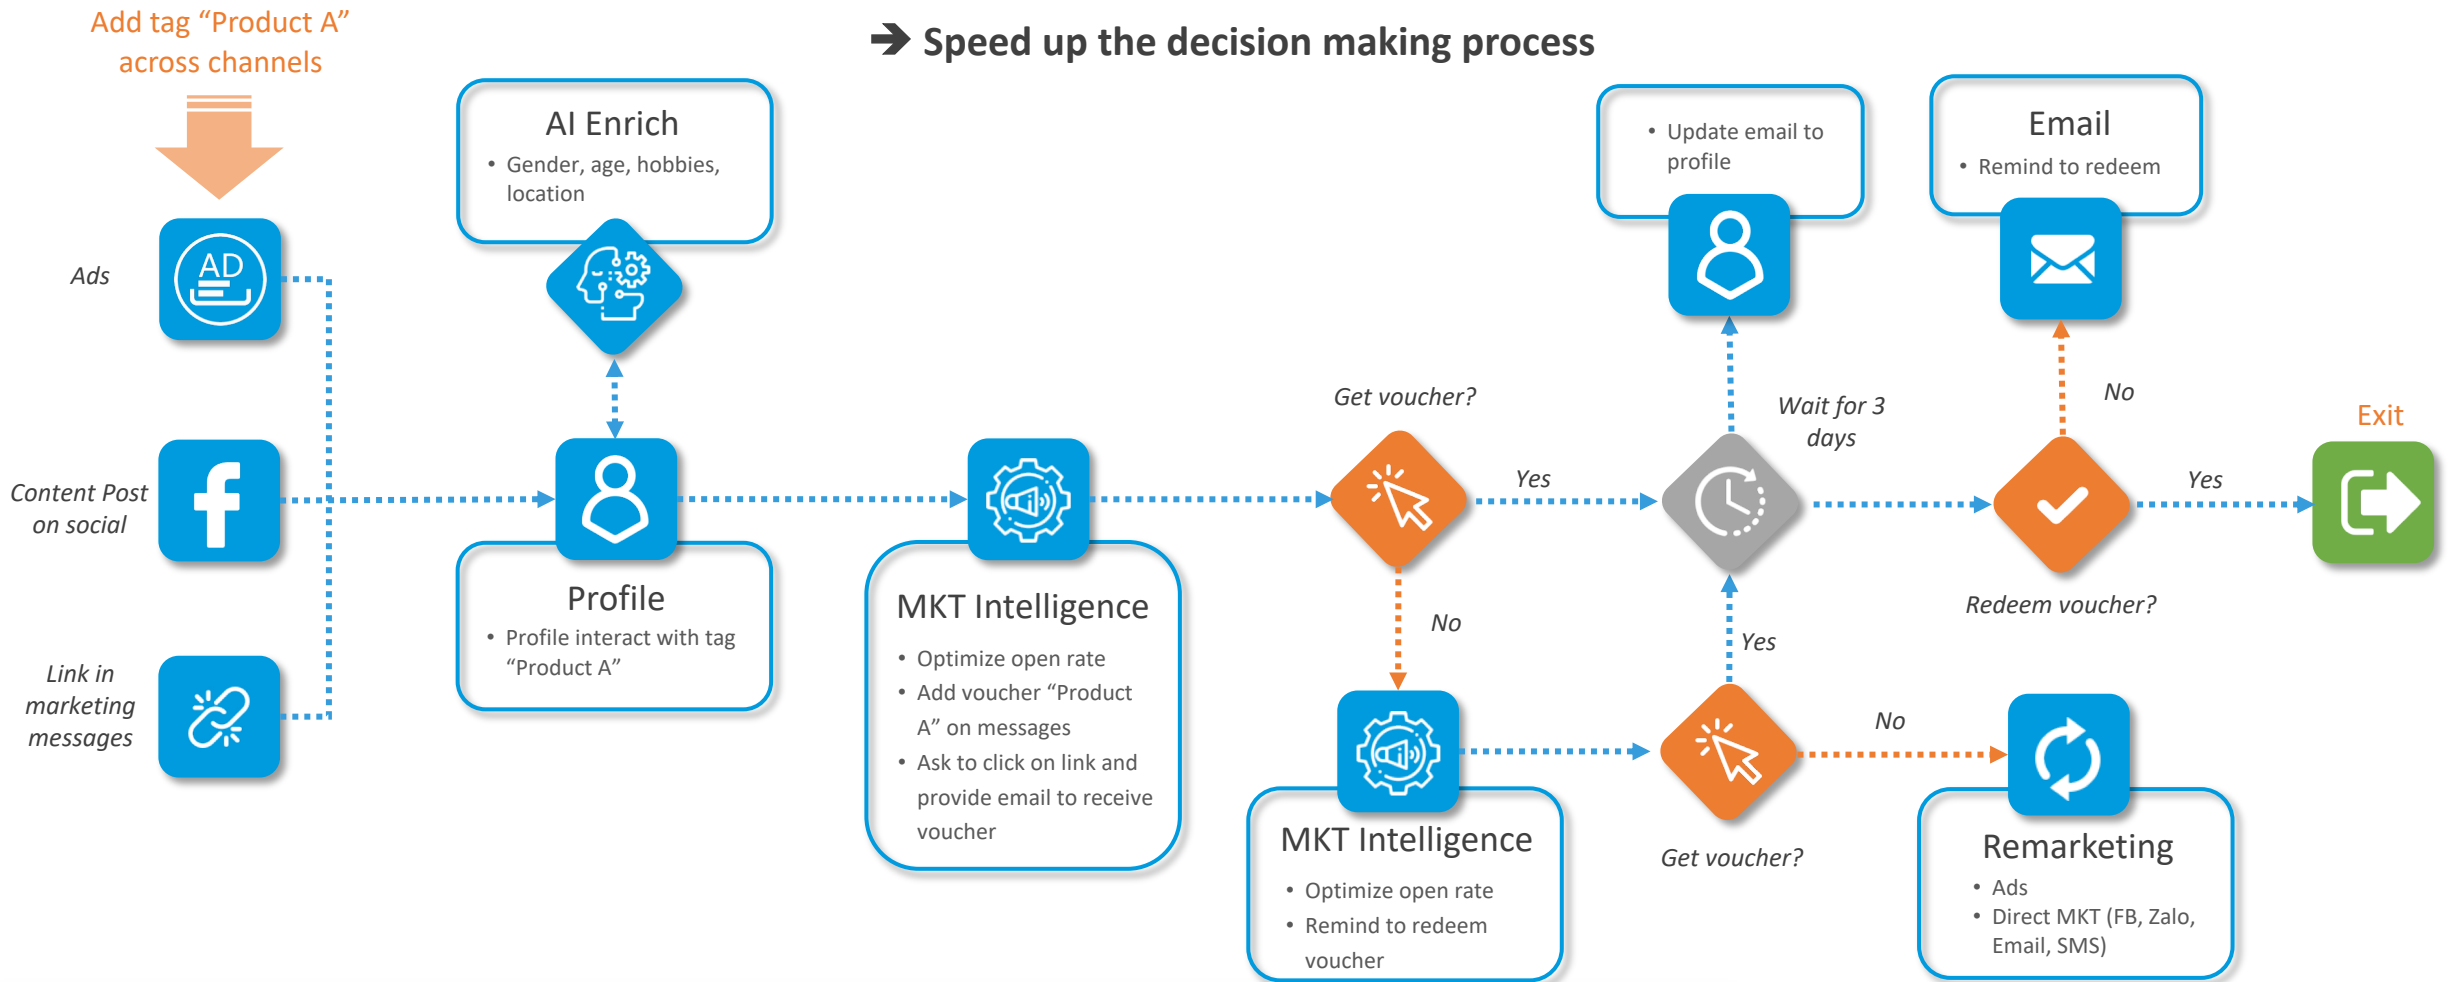 Add tag “Product A”
across channels
➔ Speed up the decision making process
AI Enrich
• Gender, age, hobbies,
location
• Update email to
profile
Email
• Remind to redeem
Ads
AD
Content Post
on social
Link in
marketing
messages
Profile
• Profile interact with tag
“Product A”
MKT Intelligence
• Optimize open rate
• Add voucher “Product
A” on messages
• Ask to click on link and
provide email to receive
voucher
Get voucher?
Yes
No
Wait for 3
days
No
Redeem voucher?
Yes
Exit
MKT Intelligence
• Optimize open rate
• Remind to redeem
voucher
Yes
Get voucher?
No
Remarketing
• Ads
• Direct MKT (FB, Zalo,
Email, SMS)